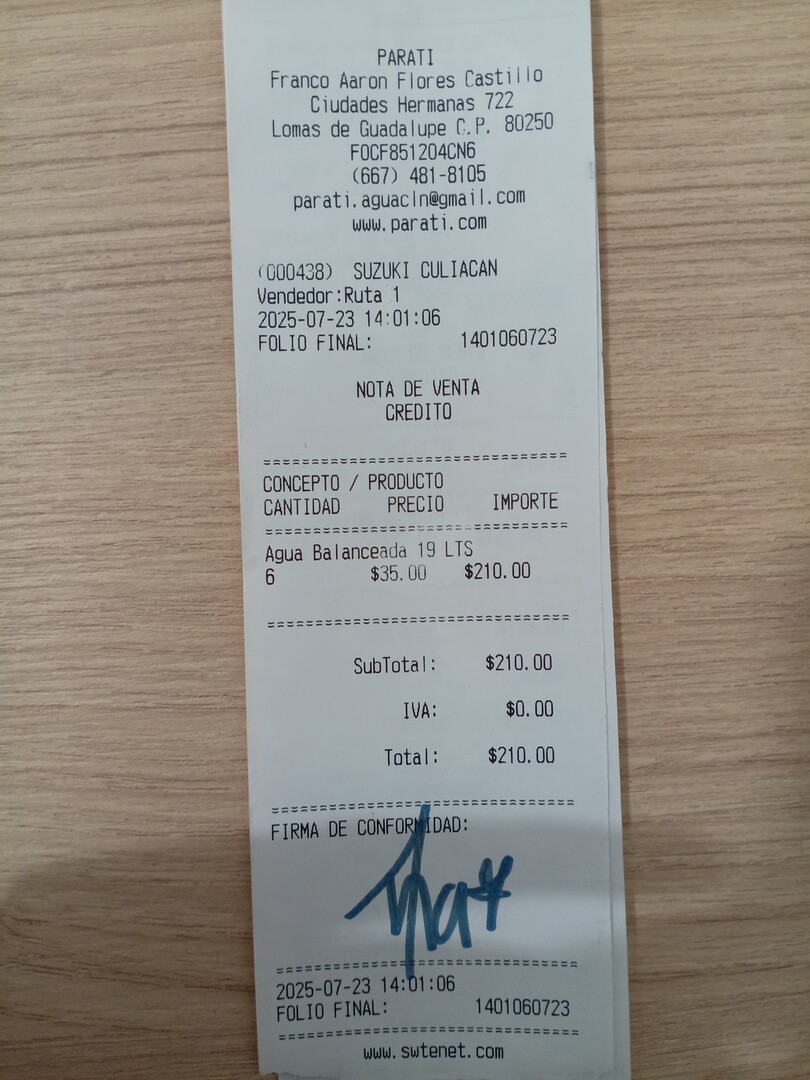 PARATI
Franco Aaron Flores Castillo
Ciudades Hermanas 722
Lomas de Guadalupe C.P. 80250
FOCF851204CN6
(667) 481-8105
parati.aguacln@gmail.com
www.parati.com
(000438) SUZUKI CULIACAN
Vendedor:Ruta 1
2025-07-23 14:01:06
FOLIO FINAL: 1401060723
NOTA DE VENTA
CREDITO
CONCEPTO / PRODUCTO
CANTIDAD PRECIO IMPORTE
Agua Balanceada 19 LTS
6 $35.00 $210.00
SubTotal: $210.00
IVA: $0.00
Total: $210.00
FIRMA DE CONFORMIDAD:
2025-07-23 14:01:06
FOLIO FINAL: 1401060723
www.swtenet.com